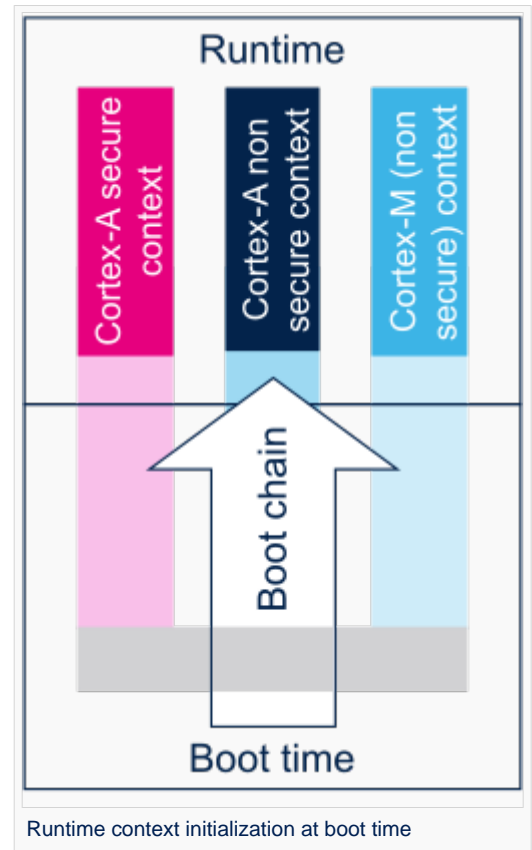 Runtime
Cortex-A secure
context
Cortex-A non
secure context
Cortex-M (non
secure) context
Boot chain
Boot time
Runtime context initialization at boot time